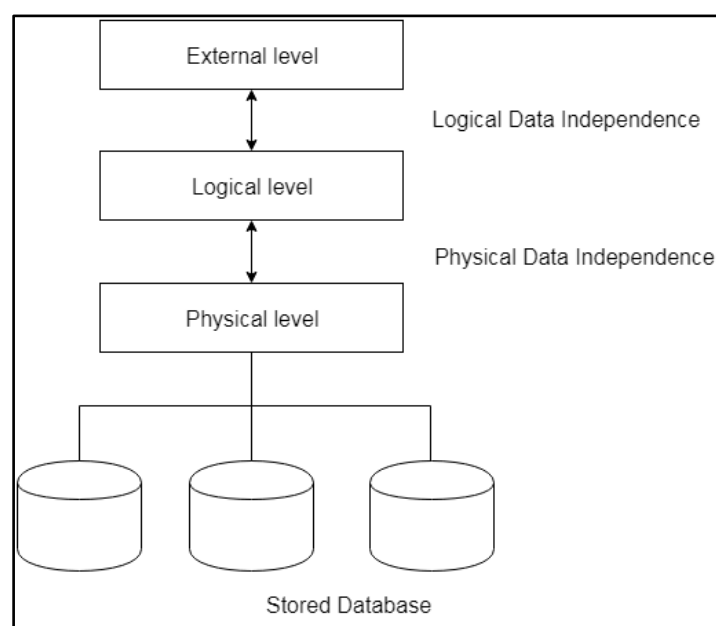 External level
Logical Data Independence
Logical level
Physical Data Independence
Physical level
Stored Database